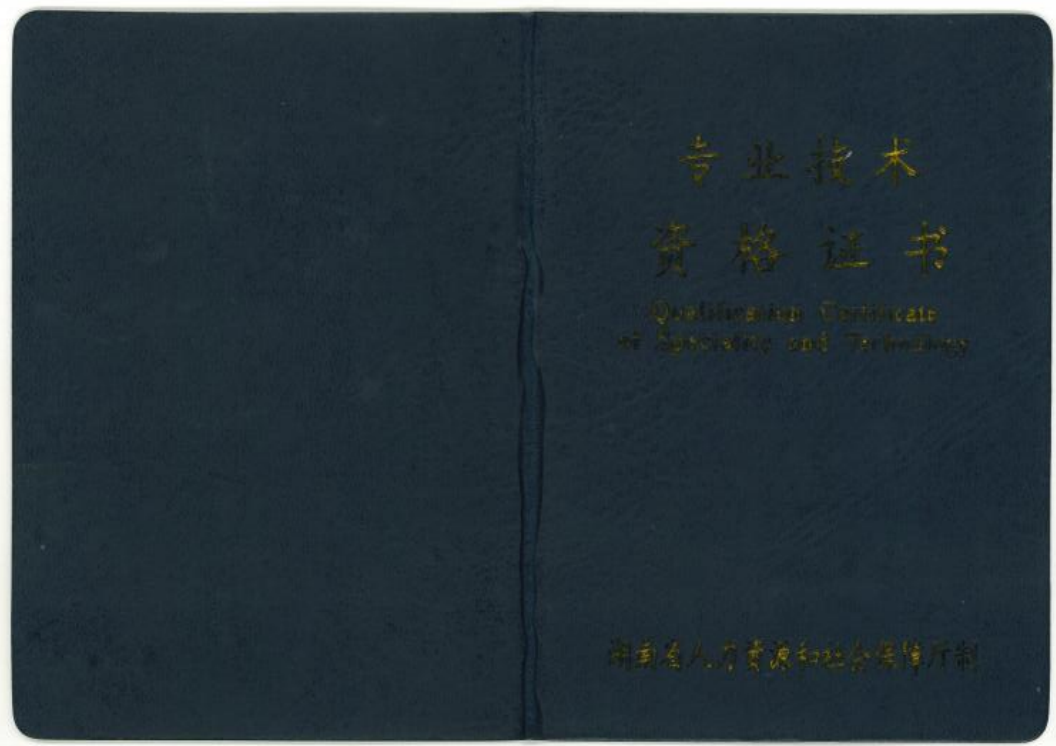 专业技术
资格证书
Qualification Certificate
of Speciality and Technology
湖南省人力资源和社会保障厅制